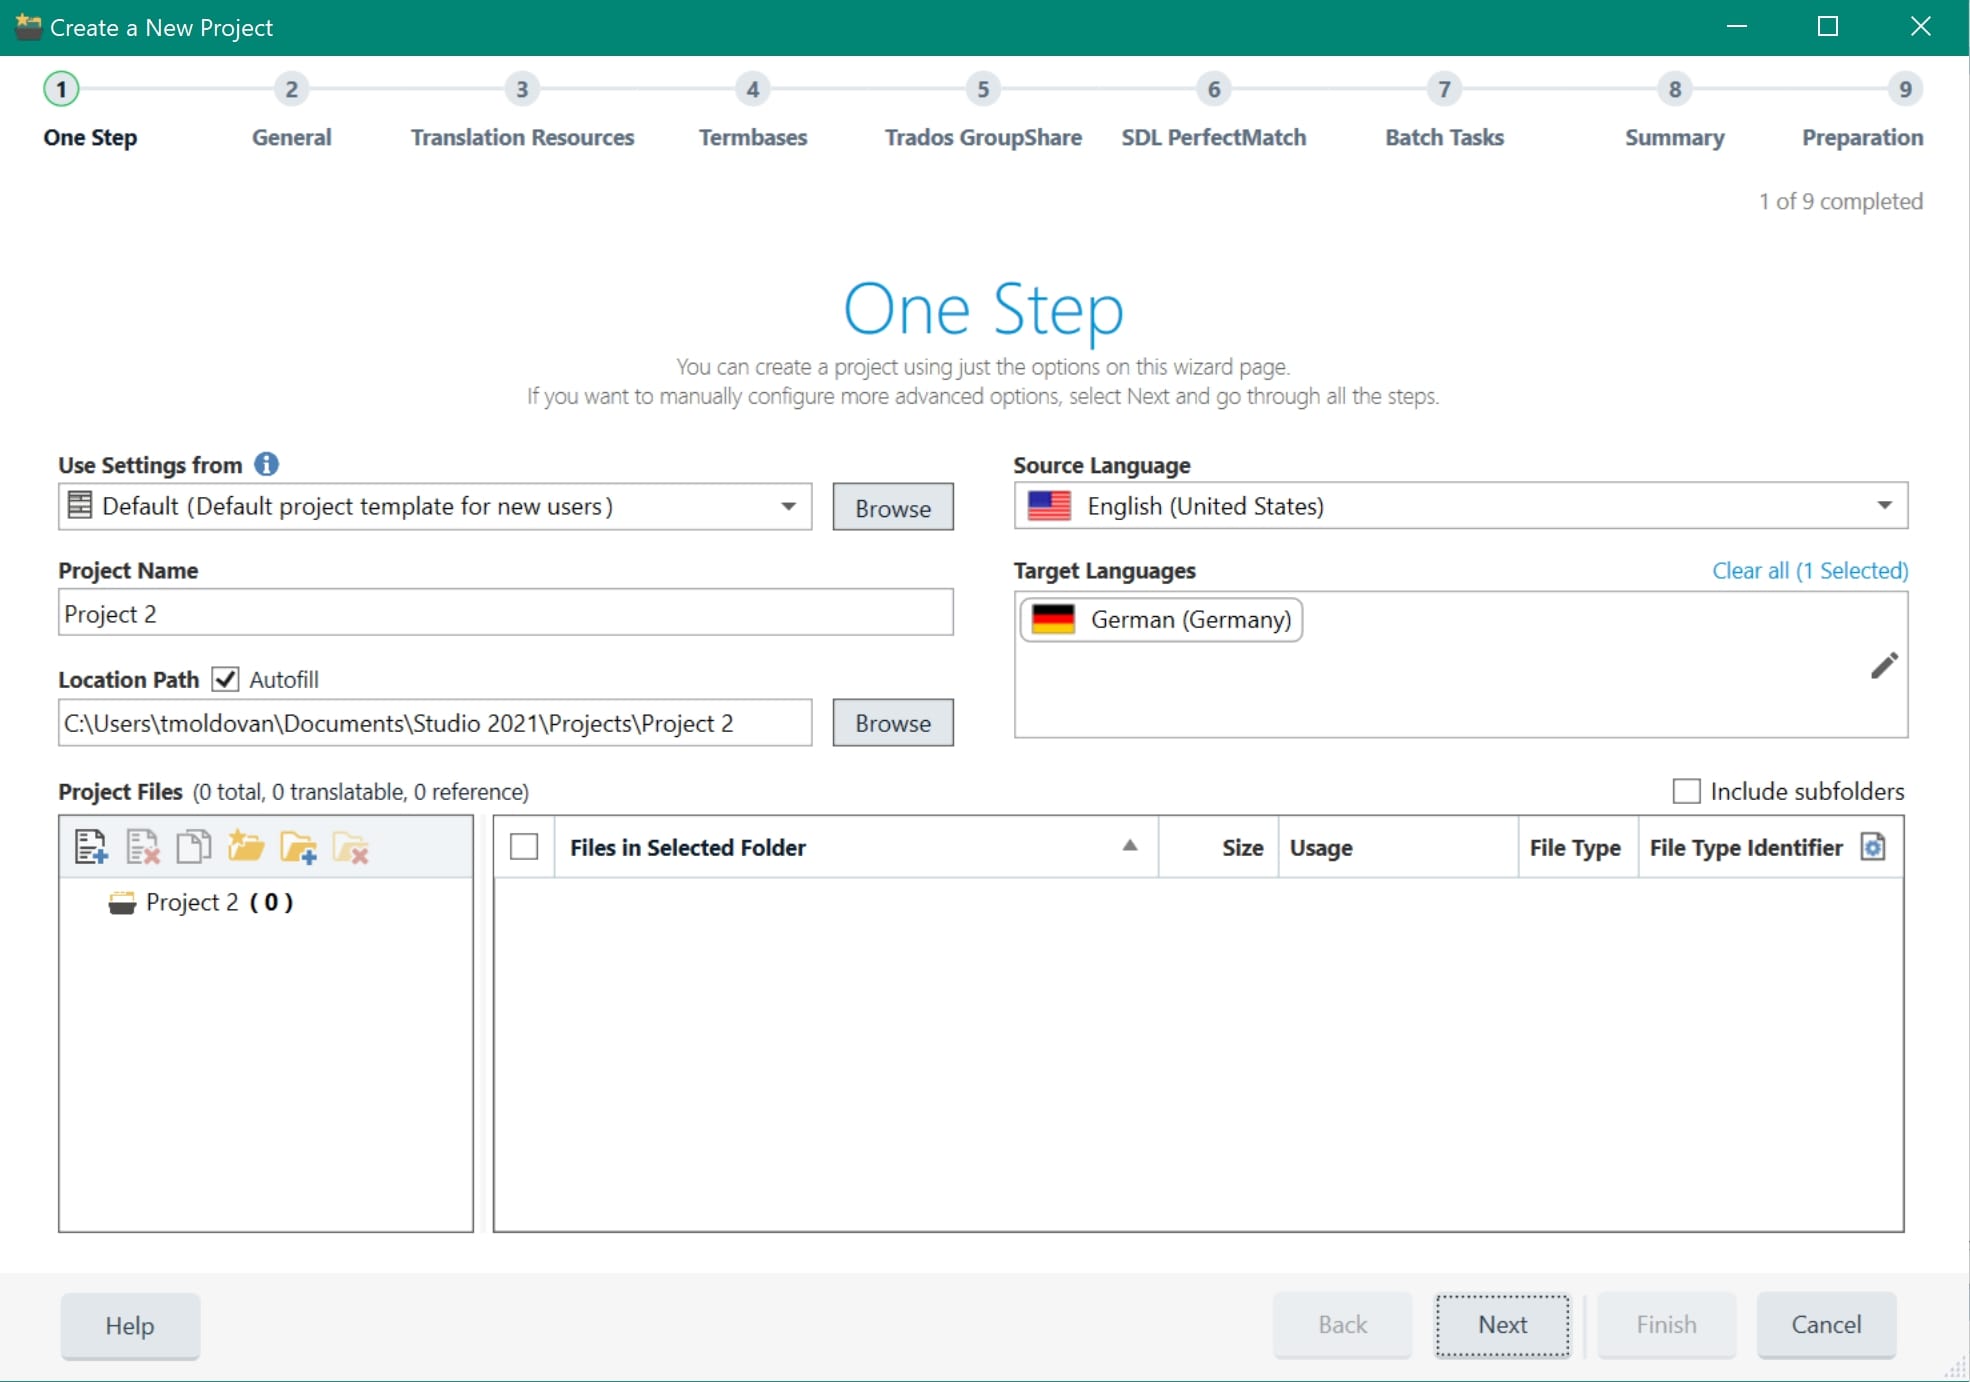 Create a New Project
1 2 3 4 5 6 7 8 9
One Step General Translation Resources Termbases Trados GroupShare SDL PerfectMatch Batch Tasks Summary Preparation
1 of 9 completed
One Step
You can create a project using just the options on this wizard page.
If you want to manually configure more advanced options, select Next and go through all the steps.
Use Settings from
Default (Default project template for new users)
Browse
Source Language
English (United States)
Project Name
Project 2
Target Languages
Clear all (1 Selected)
German (Germany)
Location Path Autofill
C:\Users\tmoldovan\Documents\Studio 2021\Projects\Project 2
Browse
Project Files (0 total, 0 translatable, 0 reference)
Include subfolders
Files in Selected Folder Size Usage File Type File Type Identifier
Project 2 ( 0 )
Help Back Next Finish Cancel